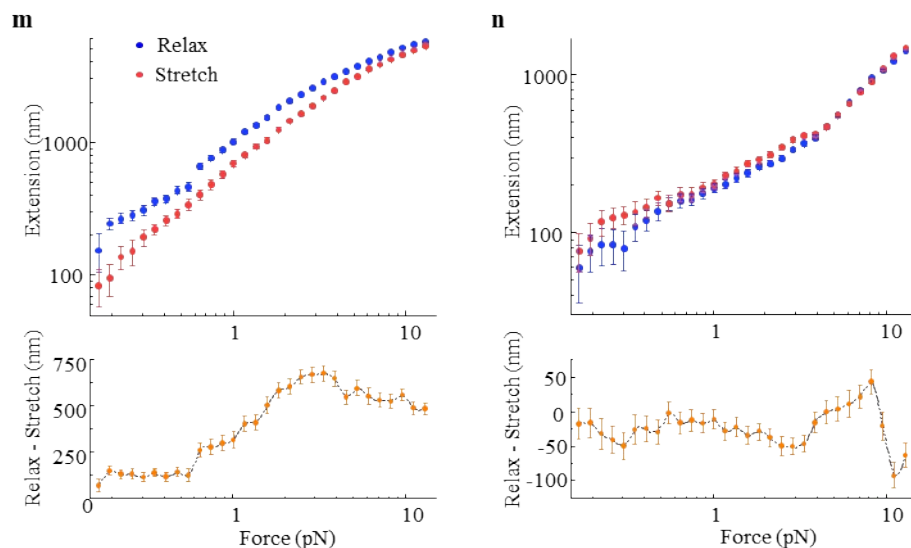 m
Relax
Stretch
Extension (nm)
1000
100
1
10
Relax - Stretch (nm)
750
500
250
0
1
10
Force (pN)
n
Extension (nm)
1000
100
1
10
Relax - Stretch (nm)
50
0
-50
-100
1
10
Force (pN)